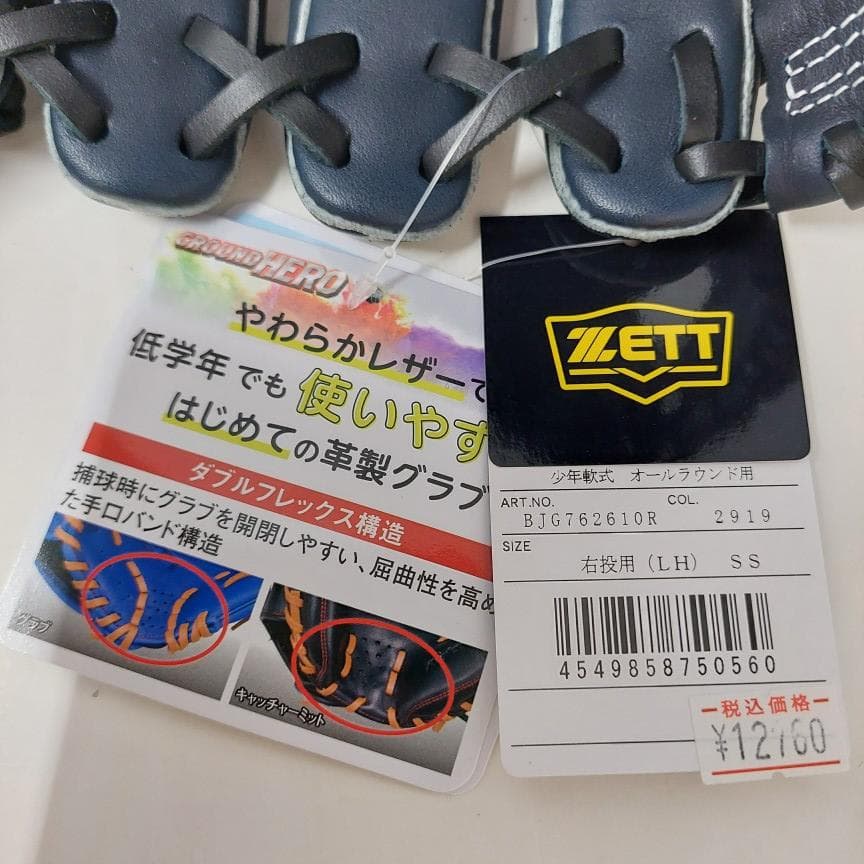 GROUND HERO
やわらかレザーで
低学年でも使いやす
はじめての革製グラブ
ダブルフレックス構造
捕球時にグラブを開閉しやすい、屈曲性を高め
た手口バンド構造
グラブ
キャッチャーミット
ZETT
少年軟式 オールラウンド用
ART.NO. COL.
BJG762610R 2919
SIZE
右投用(LH) SS
4549858750560
税込価格
¥12760